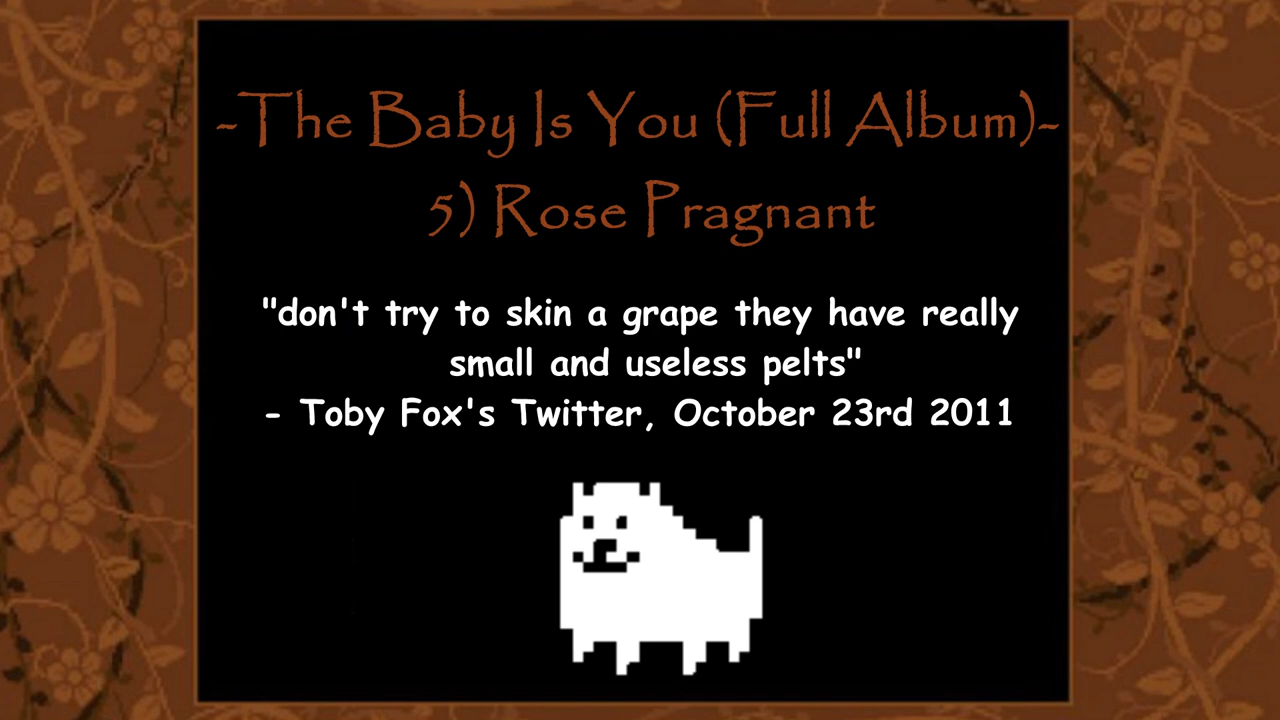 -The Baby Is You (Full Album)-
5) Rose Pragnant
"don't try to skin a grape they have really
small and useless pelts"
- Toby Fox's Twitter, October 23rd 2011